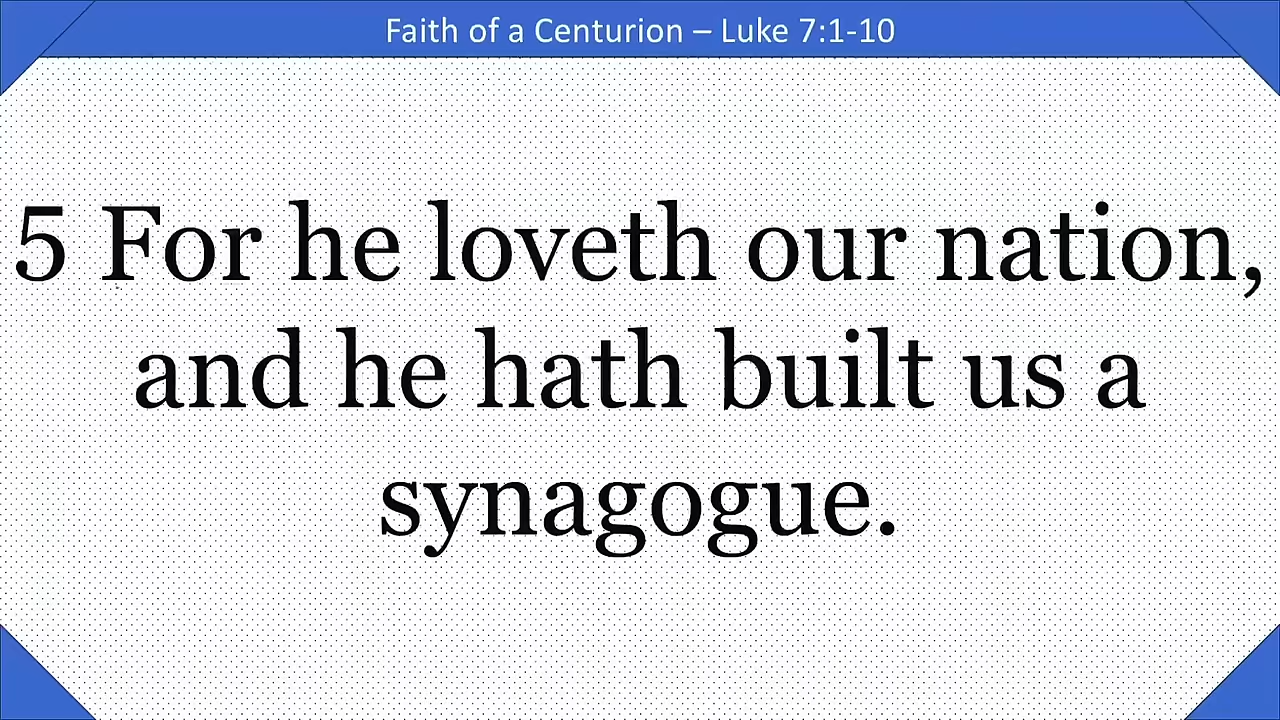 Faith of a Centurion – Luke 7:1-10
5 For he loveth our nation,
and he hath built us a
synagogue.